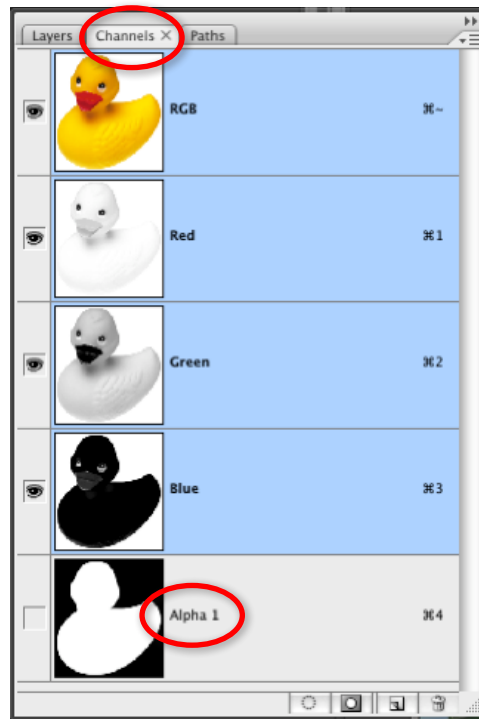 Layers Channels × Paths
RGB ⌘~
Red ⌘1
Green ⌘2
Blue ⌘3
Alpha 1 ⌘4